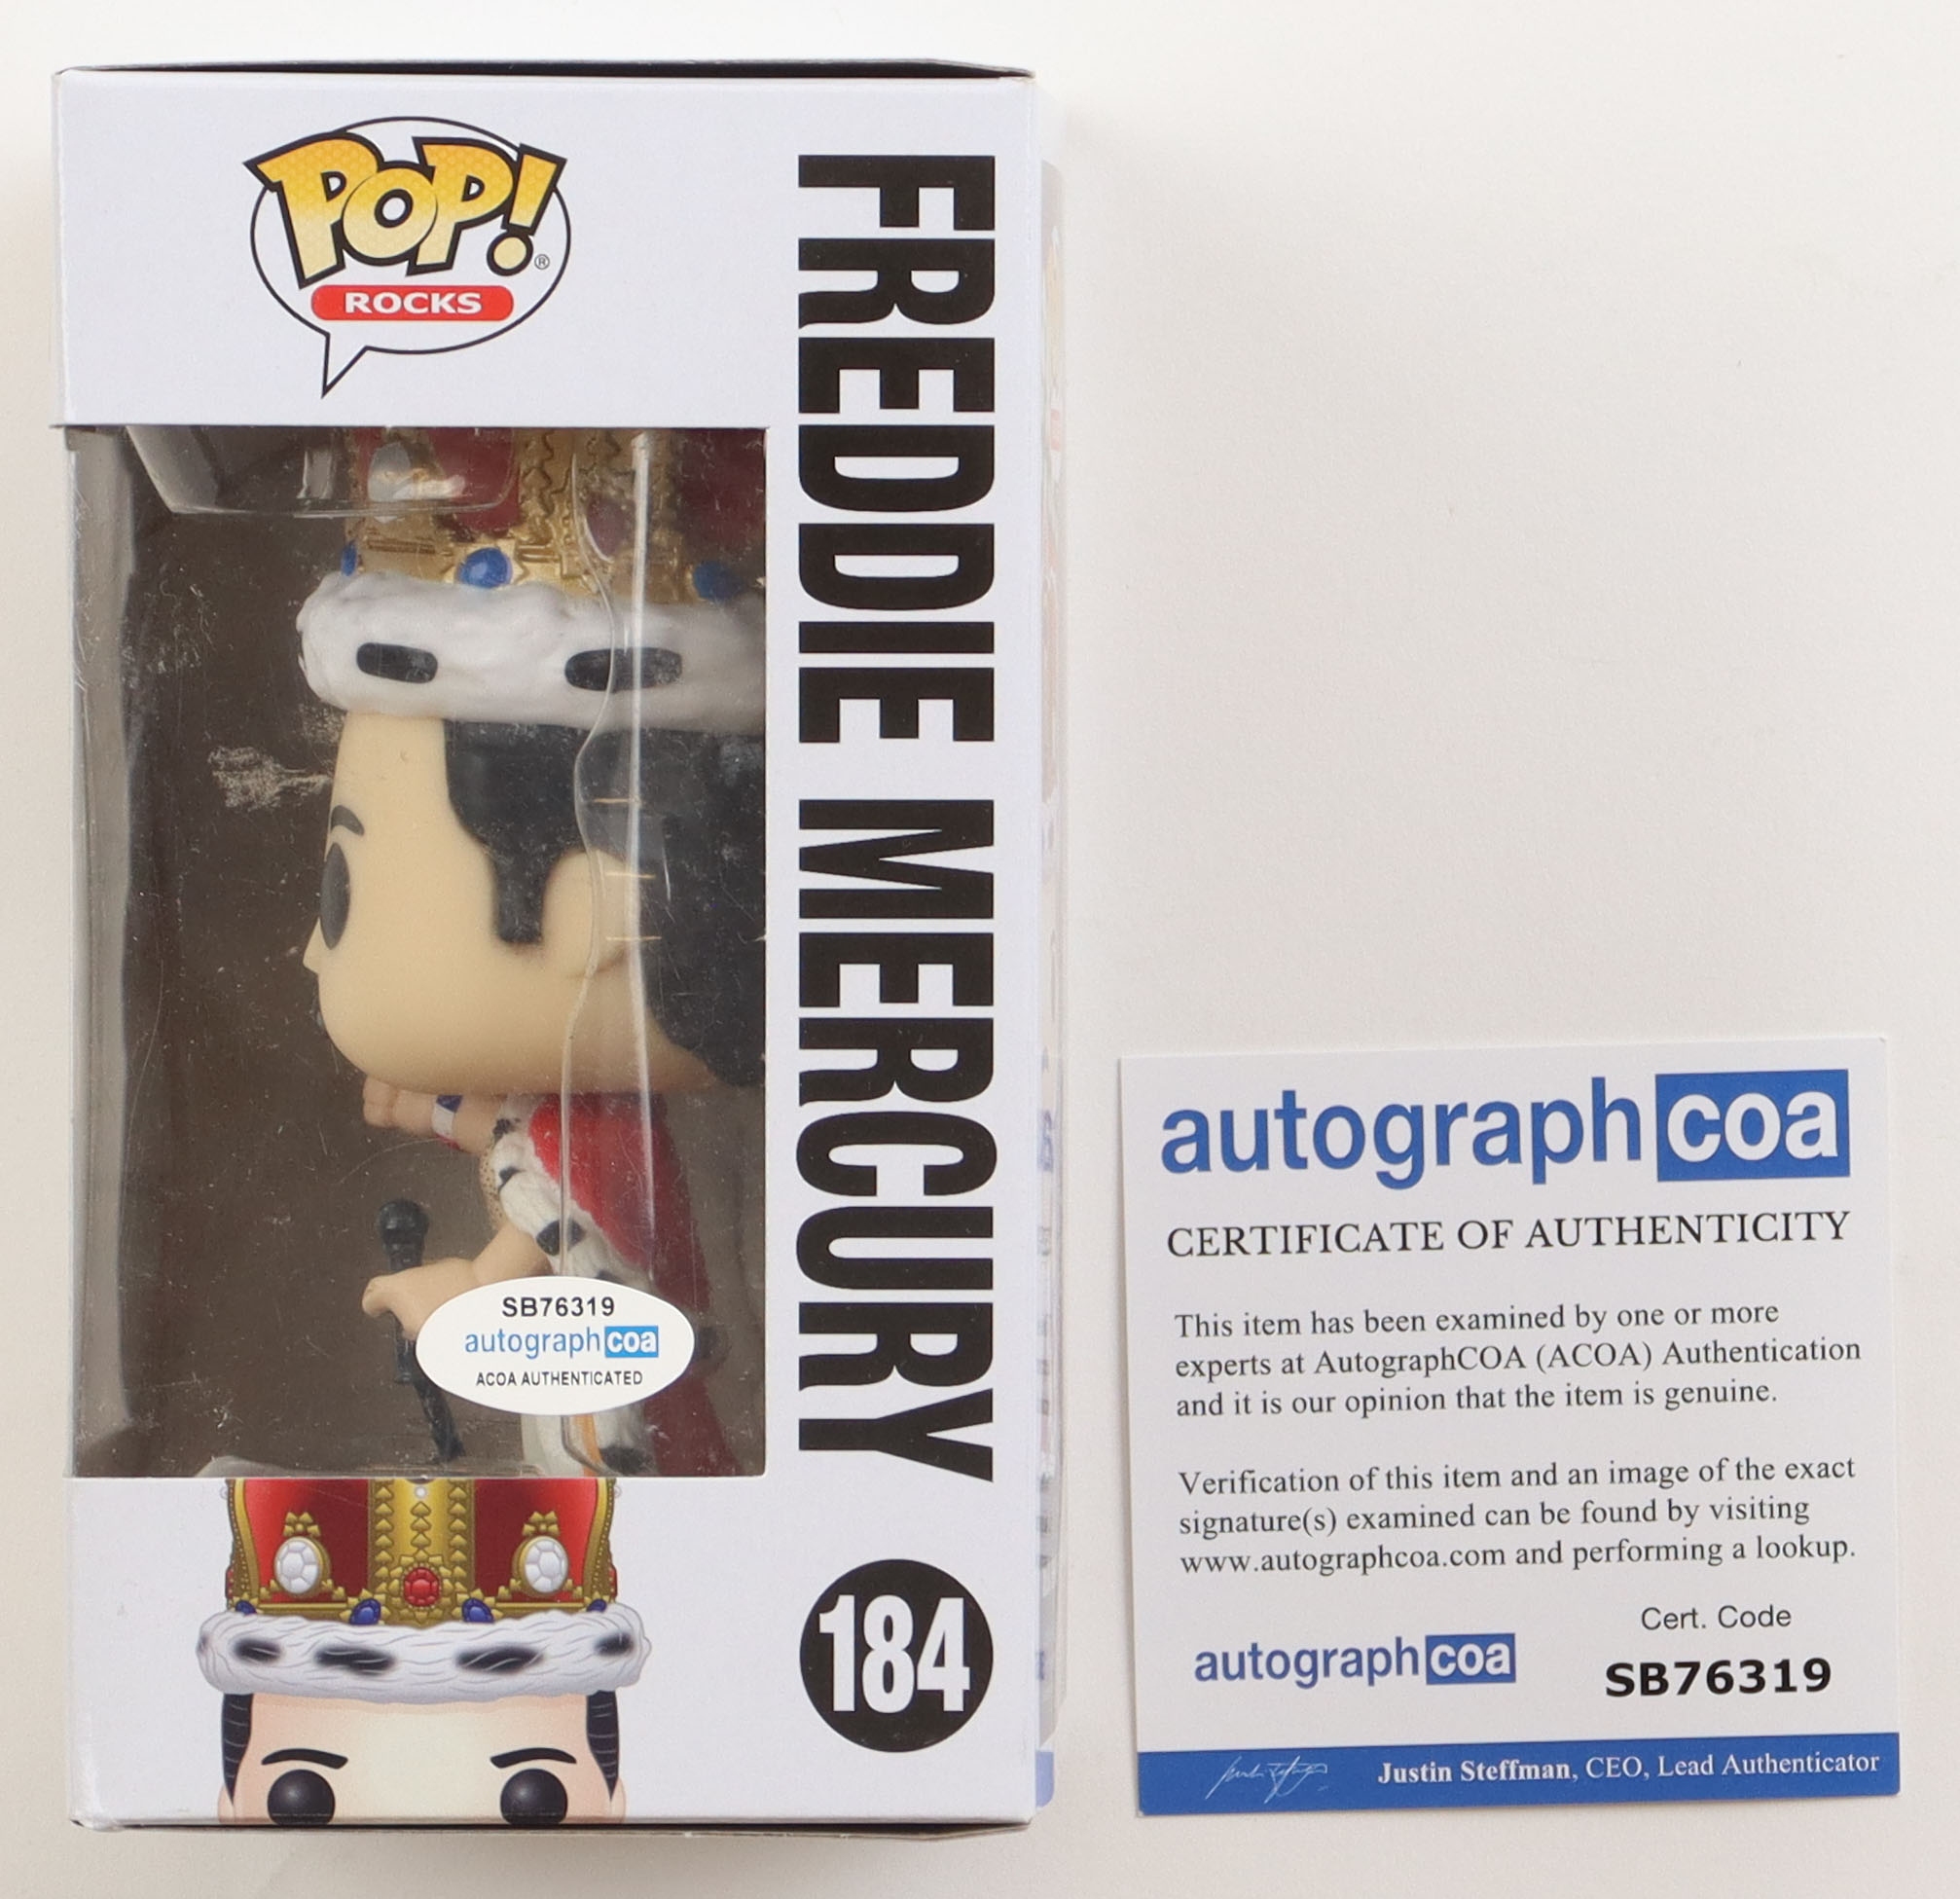 POP!®
ROCKS
FREDDIE MERCURY
SB76319
autographcoa
ACOA AUTHENTICATED
184
autographcoa
CERTIFICATE OF AUTHENTICITY
This item has been examined by one or more
experts at AutographCOA (ACOA) Authentication
and it is our opinion that the item is genuine.
Verification of this item and an image of the exact
signature(s) examined can be found by visiting
www.autographcoa.com and performing a lookup.
Cert. Code
autographcoa
SB76319
Justin Steffman, CEO, Lead Authenticator